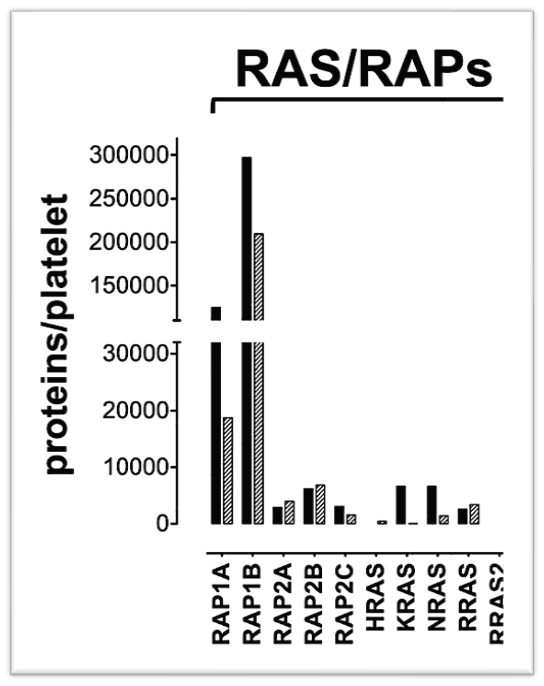 RAS/RAPs
proteins/platelet
300000
250000
200000
150000
30000
20000
10000
0
RAP1A
RAP1B
RAP2A
RAP2B
RAP2C
HRAS
KRAS
NRAS
RRAS
RRAS2